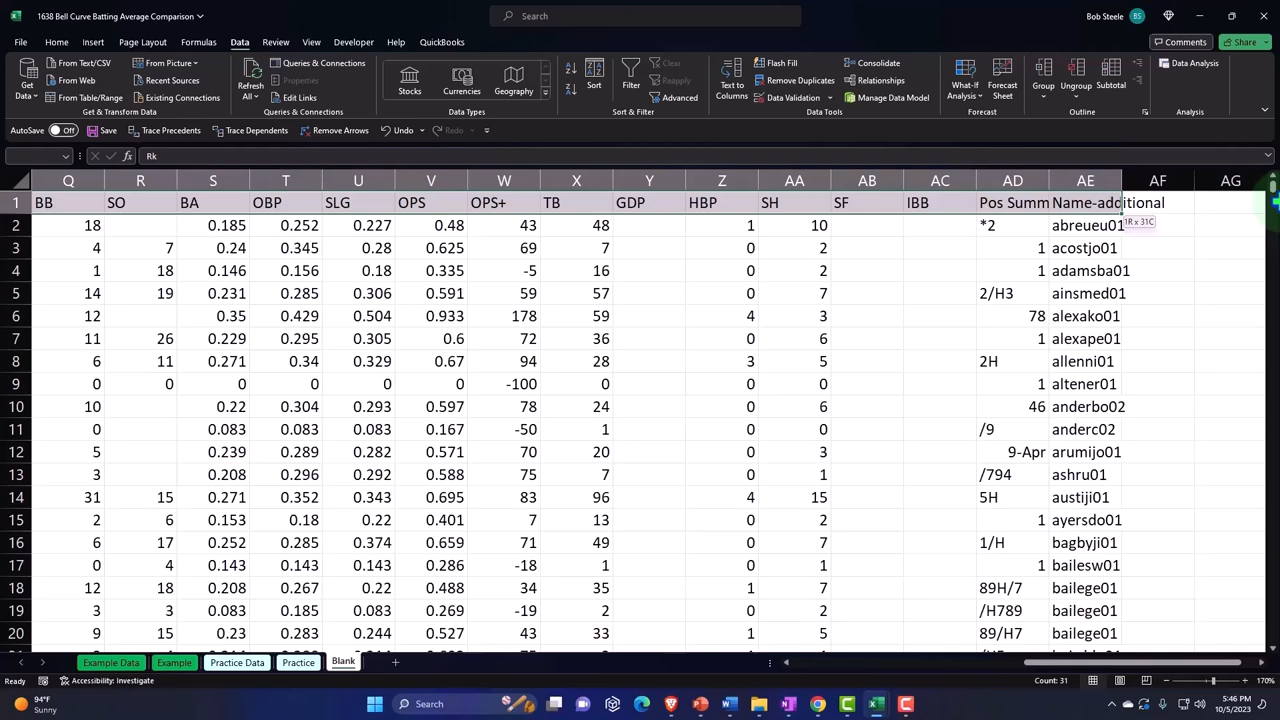 1638 Bell Curve Batting Average Comparison
Search
Bob Steele BS
File Home Insert Page Layout Formulas Data Review View Developer Help QuickBooks Comments Share
Get Data From Text/CSV From Picture Refresh All Queries & Connections Stocks Currencies Geography Sort Filter Clear Text to Columns Flash Fill Consolidate What-If Analysis Forecast Sheet Group Ungroup Subtotal Data Analysis
From Web Recent Sources Properties Reapply Remove Duplicates Relationships
From Table/Range Existing Connections Edit Links Advanced Data Validation Manage Data Model
Get & Transform Data Queries & Connections Data Types Sort & Filter Data Tools Forecast Outline Analysis
AutoSave Off Save Trace Precedents Trace Dependents Remove Arrows Undo Redo
fx Rk
Q R S T U V W X Y Z AA AB AC AD AE AF AG
1 BB SO BA OBP SLG OPS OPS+ TB GDP HBP SH SF IBB Pos Summ Name-additional
1R x 31C
2 18 0.185 0.252 0.227 0.48 43 48 1 10 *2 abreueu01
3 4 7 0.24 0.345 0.28 0.625 69 7 0 2 1 acostjo01
4 1 18 0.146 0.156 0.18 0.335 -5 16 0 2 1 adamsba01
5 14 19 0.231 0.285 0.306 0.591 59 57 0 7 2/H3 ainsmed01
6 12 0.35 0.429 0.504 0.933 178 59 4 3 78 alexako01
7 11 26 0.229 0.295 0.305 0.6 72 36 0 6 1 alexape01
8 6 11 0.271 0.34 0.329 0.67 94 28 3 5 2H allenni01
9 0 0 0 0 0 0 -100 0 0 0 1 altener01
10 10 0.22 0.304 0.293 0.597 78 24 0 6 46 anderbo02
11 0 0.083 0.083 0.083 0.167 -50 1 0 0 /9 anderc02
12 5 0.239 0.289 0.282 0.571 70 20 0 3 9-Apr arumijo01
13 3 0.208 0.296 0.292 0.588 75 7 0 1 /794 ashru01
14 31 15 0.271 0.352 0.343 0.695 83 96 4 15 5H austiji01
15 2 6 0.153 0.18 0.22 0.401 7 13 0 2 1 ayersdo01
16 6 17 0.252 0.285 0.374 0.659 71 49 0 7 1/H bagbyji01
17 0 4 0.143 0.143 0.143 0.286 -18 1 0 1 1 bailesw01
18 12 18 0.208 0.267 0.22 0.488 34 35 1 7 89H/7 bailege01
19 3 3 0.083 0.185 0.083 0.269 -19 2 0 2 /H789 bailege01
20 9 15 0.23 0.283 0.244 0.527 43 33 1 5 89/H7 bailege01
Example Data Example Practice Data Practice Blank
Ready Accessibility: Investigate Count: 31 170%
94°F
Sunny
Search
5:46 PM
10/5/2023